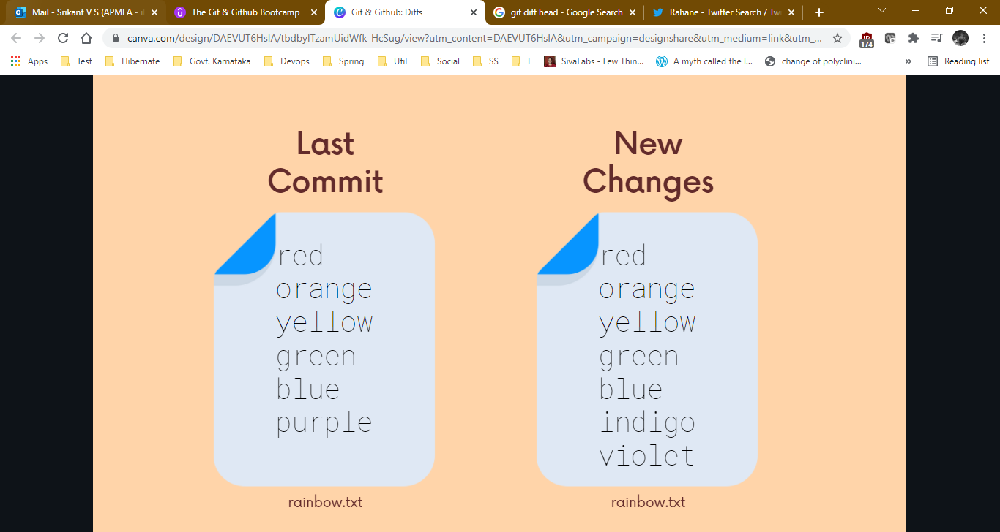 Mail - Srikant V S (APMEA -
The Git & Github Bootcamp
Git & Github: Diffs
git diff head - Google Search
Rahane - Twitter Search / Tw
canva.com/design/DAEVUT6HsIA/tbdbyITzamUidWfk-HcSug/view?utm_content=DAEVUT6HsIA&utm_campaign=designshare&utm_medium=link&utm_...
174
Apps
Test
Hibernate
Govt. Karnataka
Devops
Spring
Util
Social
SS
F
SivaLabs - Few Thin...
A myth called the I...
change of polyclini...
»
Reading list
Last
Commit
red
orange
yellow
green
blue
purple
rainbow.txt
New
Changes
red
orange
yellow
green
blue
indigo
violet
rainbow.txt